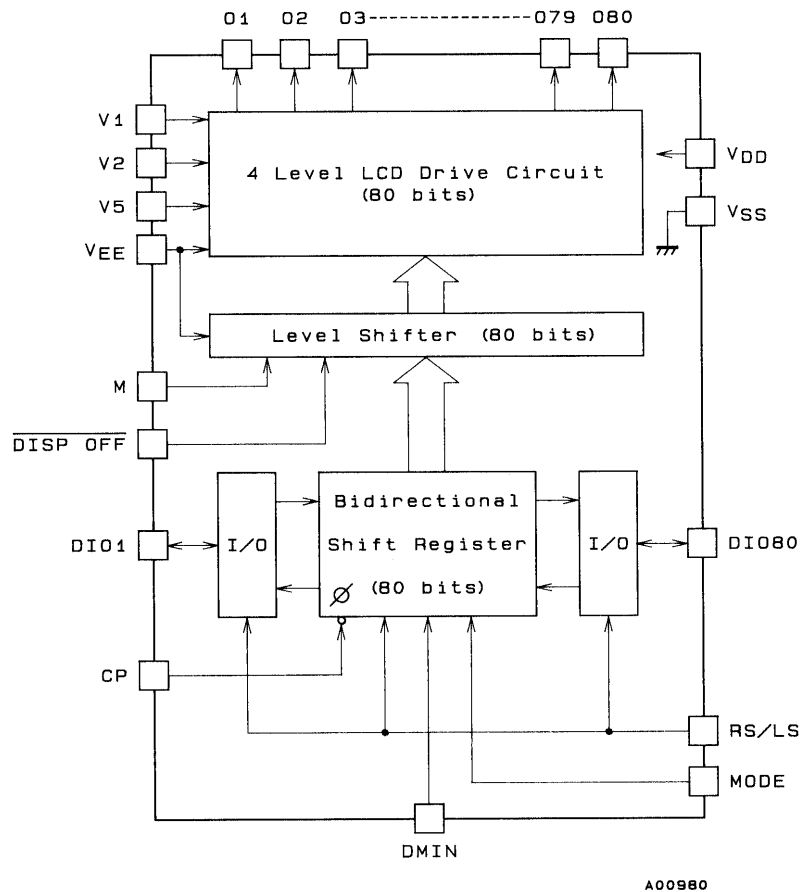 O1 O2 O3 O79 O80
V1
V2
V5
VEE
4 Level LCD Drive Circuit
(80 bits)
VDD
VSS
Level Shifter (80 bits)
M
DISP OFF
DIO1
I/O
Bidirectional
Shift Register
Ø (80 bits)
I/O
DIO80
CP
RS/LS
MODE
DMIN
A00980